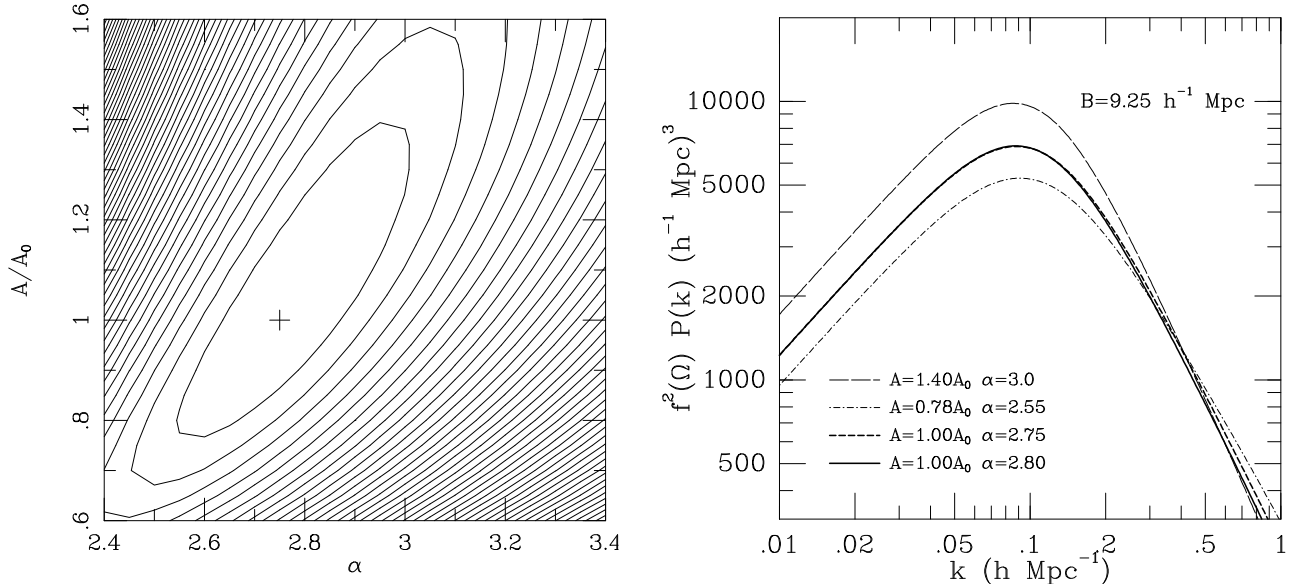 1.6
1.4
1.2
1
.8
.6
A/A₀
2.4 2.6 2.8 3 3.2 3.4
α
f²(Ω) P(k) (h⁻¹ Mpc)³
10000
5000
2000
1000
500
B=9.25 h⁻¹ Mpc
A=1.40A₀ α=3.0
A=0.78A₀ α=2.55
A=1.00A₀ α=2.75
A=1.00A₀ α=2.80
.01 .02 .05 .1 .2 .5 1
k (h Mpc⁻¹)